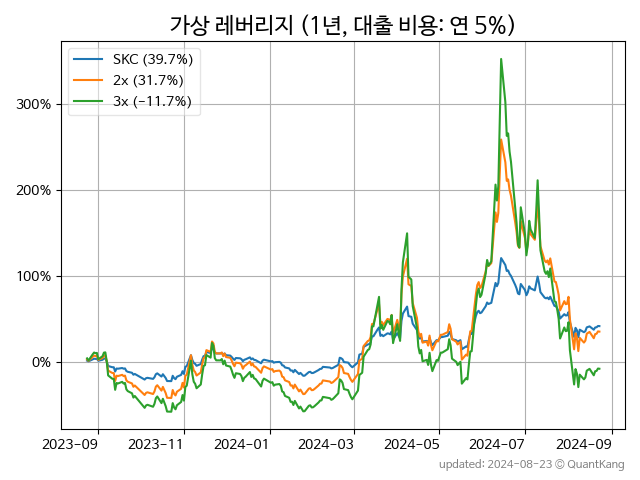 가상 레버리지 (1년, 대출 비용: 연 5%)
SKC (39.7%)
2x (31.7%)
3x (−11.7%)
300%
200%
100%
0%
2023-09 2023-11 2024-01 2024-03 2024-05 2024-07 2024-09
updated: 2024-08-23 © QuantKang